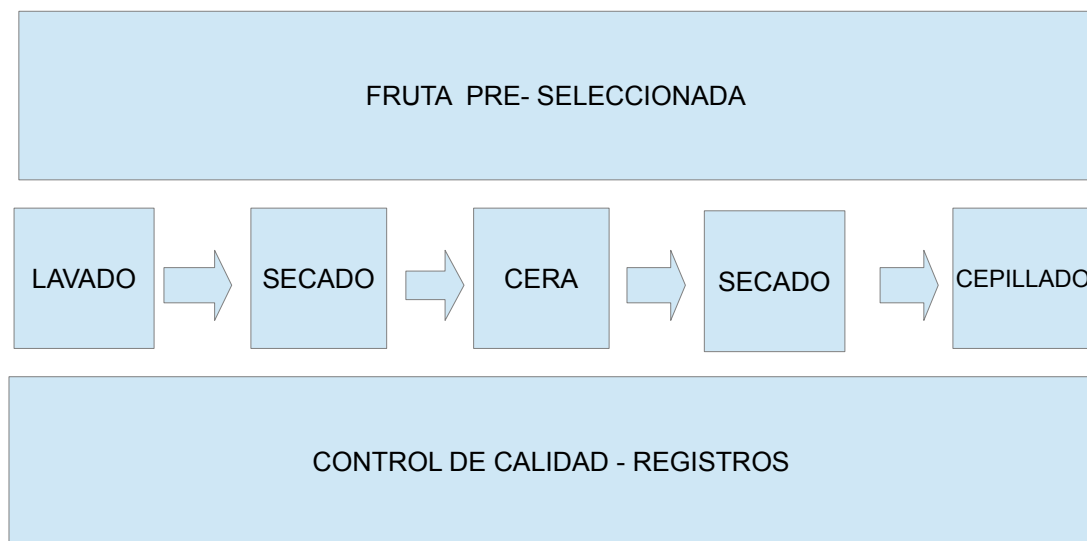 FRUTA PRE- SELECCIONADA
LAVADO
SECADO
CERA
SECADO
CEPILLADO
CONTROL DE CALIDAD - REGISTROS